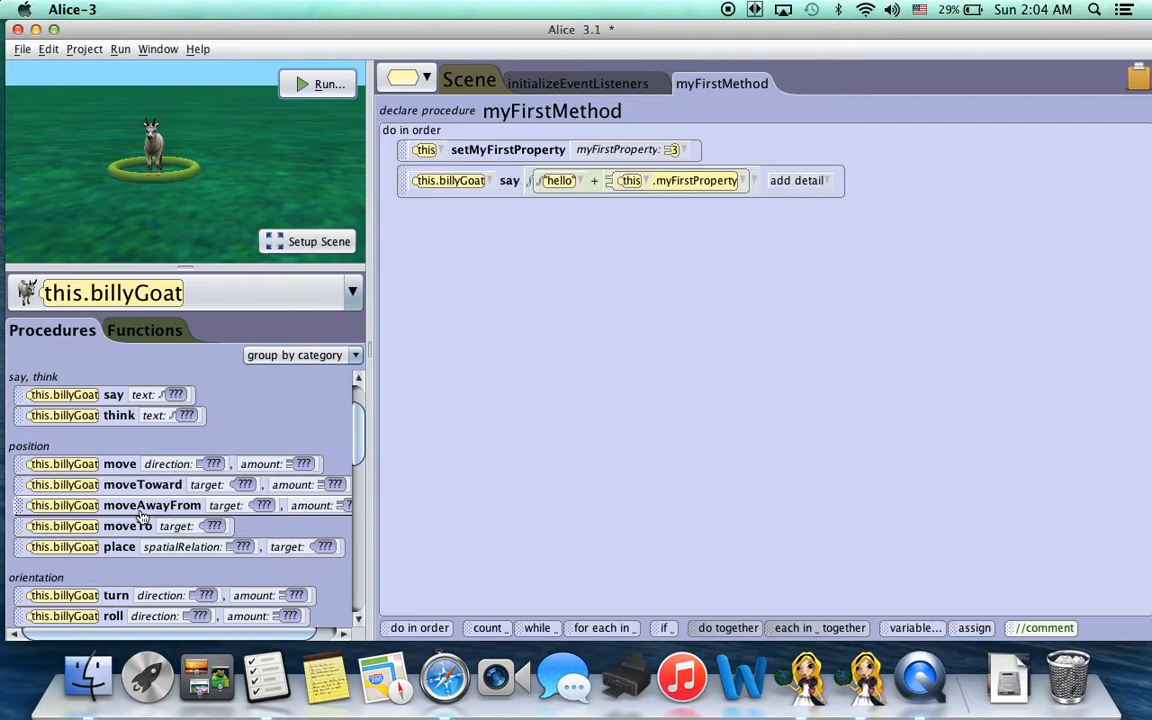 Alice-3
29%
Sun 2:04 AM
Alice 3.1 *
File Edit Project Run Window Help
Run...
Setup Scene
this.billyGoat
Procedures Functions
group by category
say, think
this.billyGoat say text: ???
this.billyGoat think text: ???
position
this.billyGoat move direction: ??? , amount: ???
this.billyGoat moveToward target: ??? , amount: ???
this.billyGoat moveAwayFrom target: ??? , amount: ?
this.billyGoat moveTo target: ???
this.billyGoat place spatialRelation: ??? , target: ???
orientation
this.billyGoat turn direction: ??? , amount: ???
this.billyGoat roll direction: ??? , amount: ???
Scene initializeEventListeners myFirstMethod
declare procedure myFirstMethod
do in order
this setMyFirstProperty myFirstProperty: 3
this.billyGoat say "hello" + this .myFirstProperty add detail
do in order count _ while _ for each in _ if _ do together each in _ together variable... assign //comment